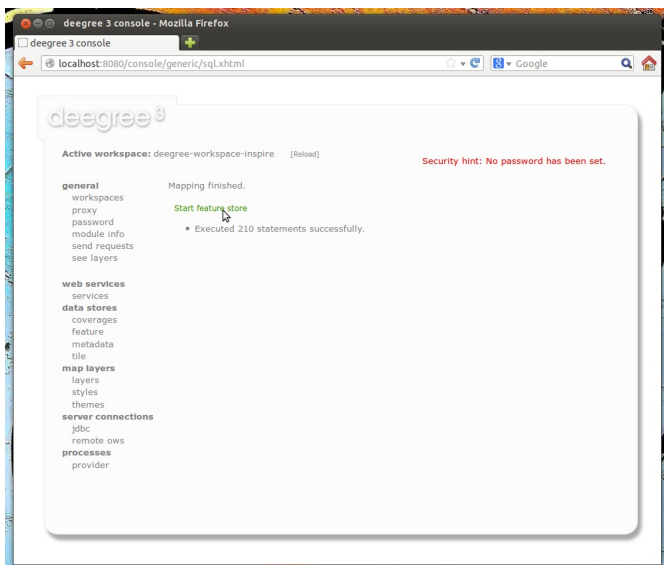 deegree 3 console - Mozilla Firefox
deegree 3 console
localhost:8080/console/generic/sql.xhtml
Google
deegree 3
Active workspace: deegree-workspace-inspire [Reload]
Security hint: No password has been set.
general
workspaces
proxy
password
module info
send requests
see layers
web services
services
data stores
coverages
feature
metadata
tile
map layers
layers
styles
themes
server connections
jdbc
remote ows
processes
provider
Mapping finished.
Start feature store
• Executed 210 statements successfully.